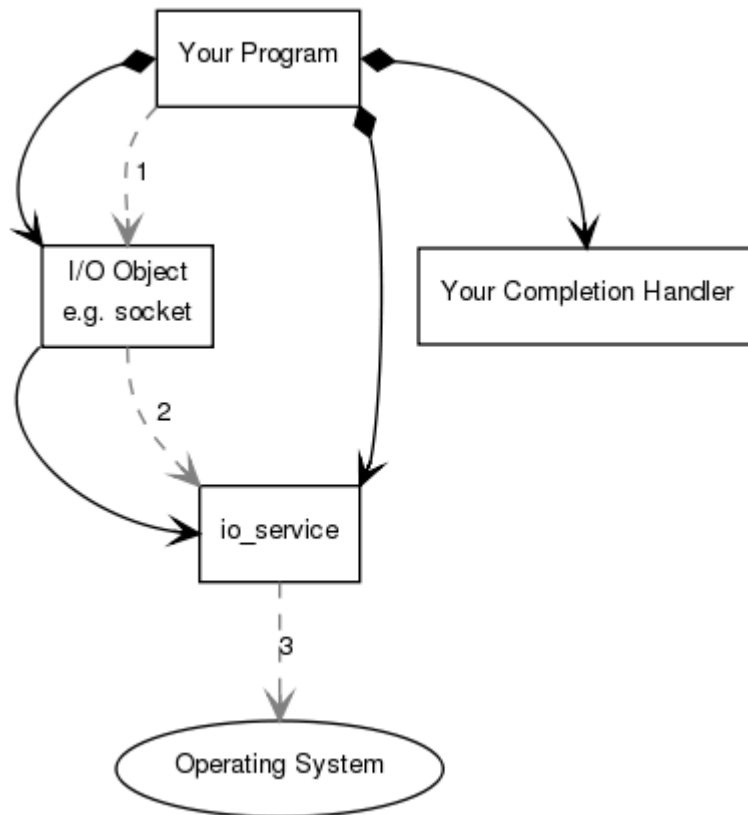 Your Program
1
I/O Object
e.g. socket
Your Completion Handler
2
io_service
3
Operating System